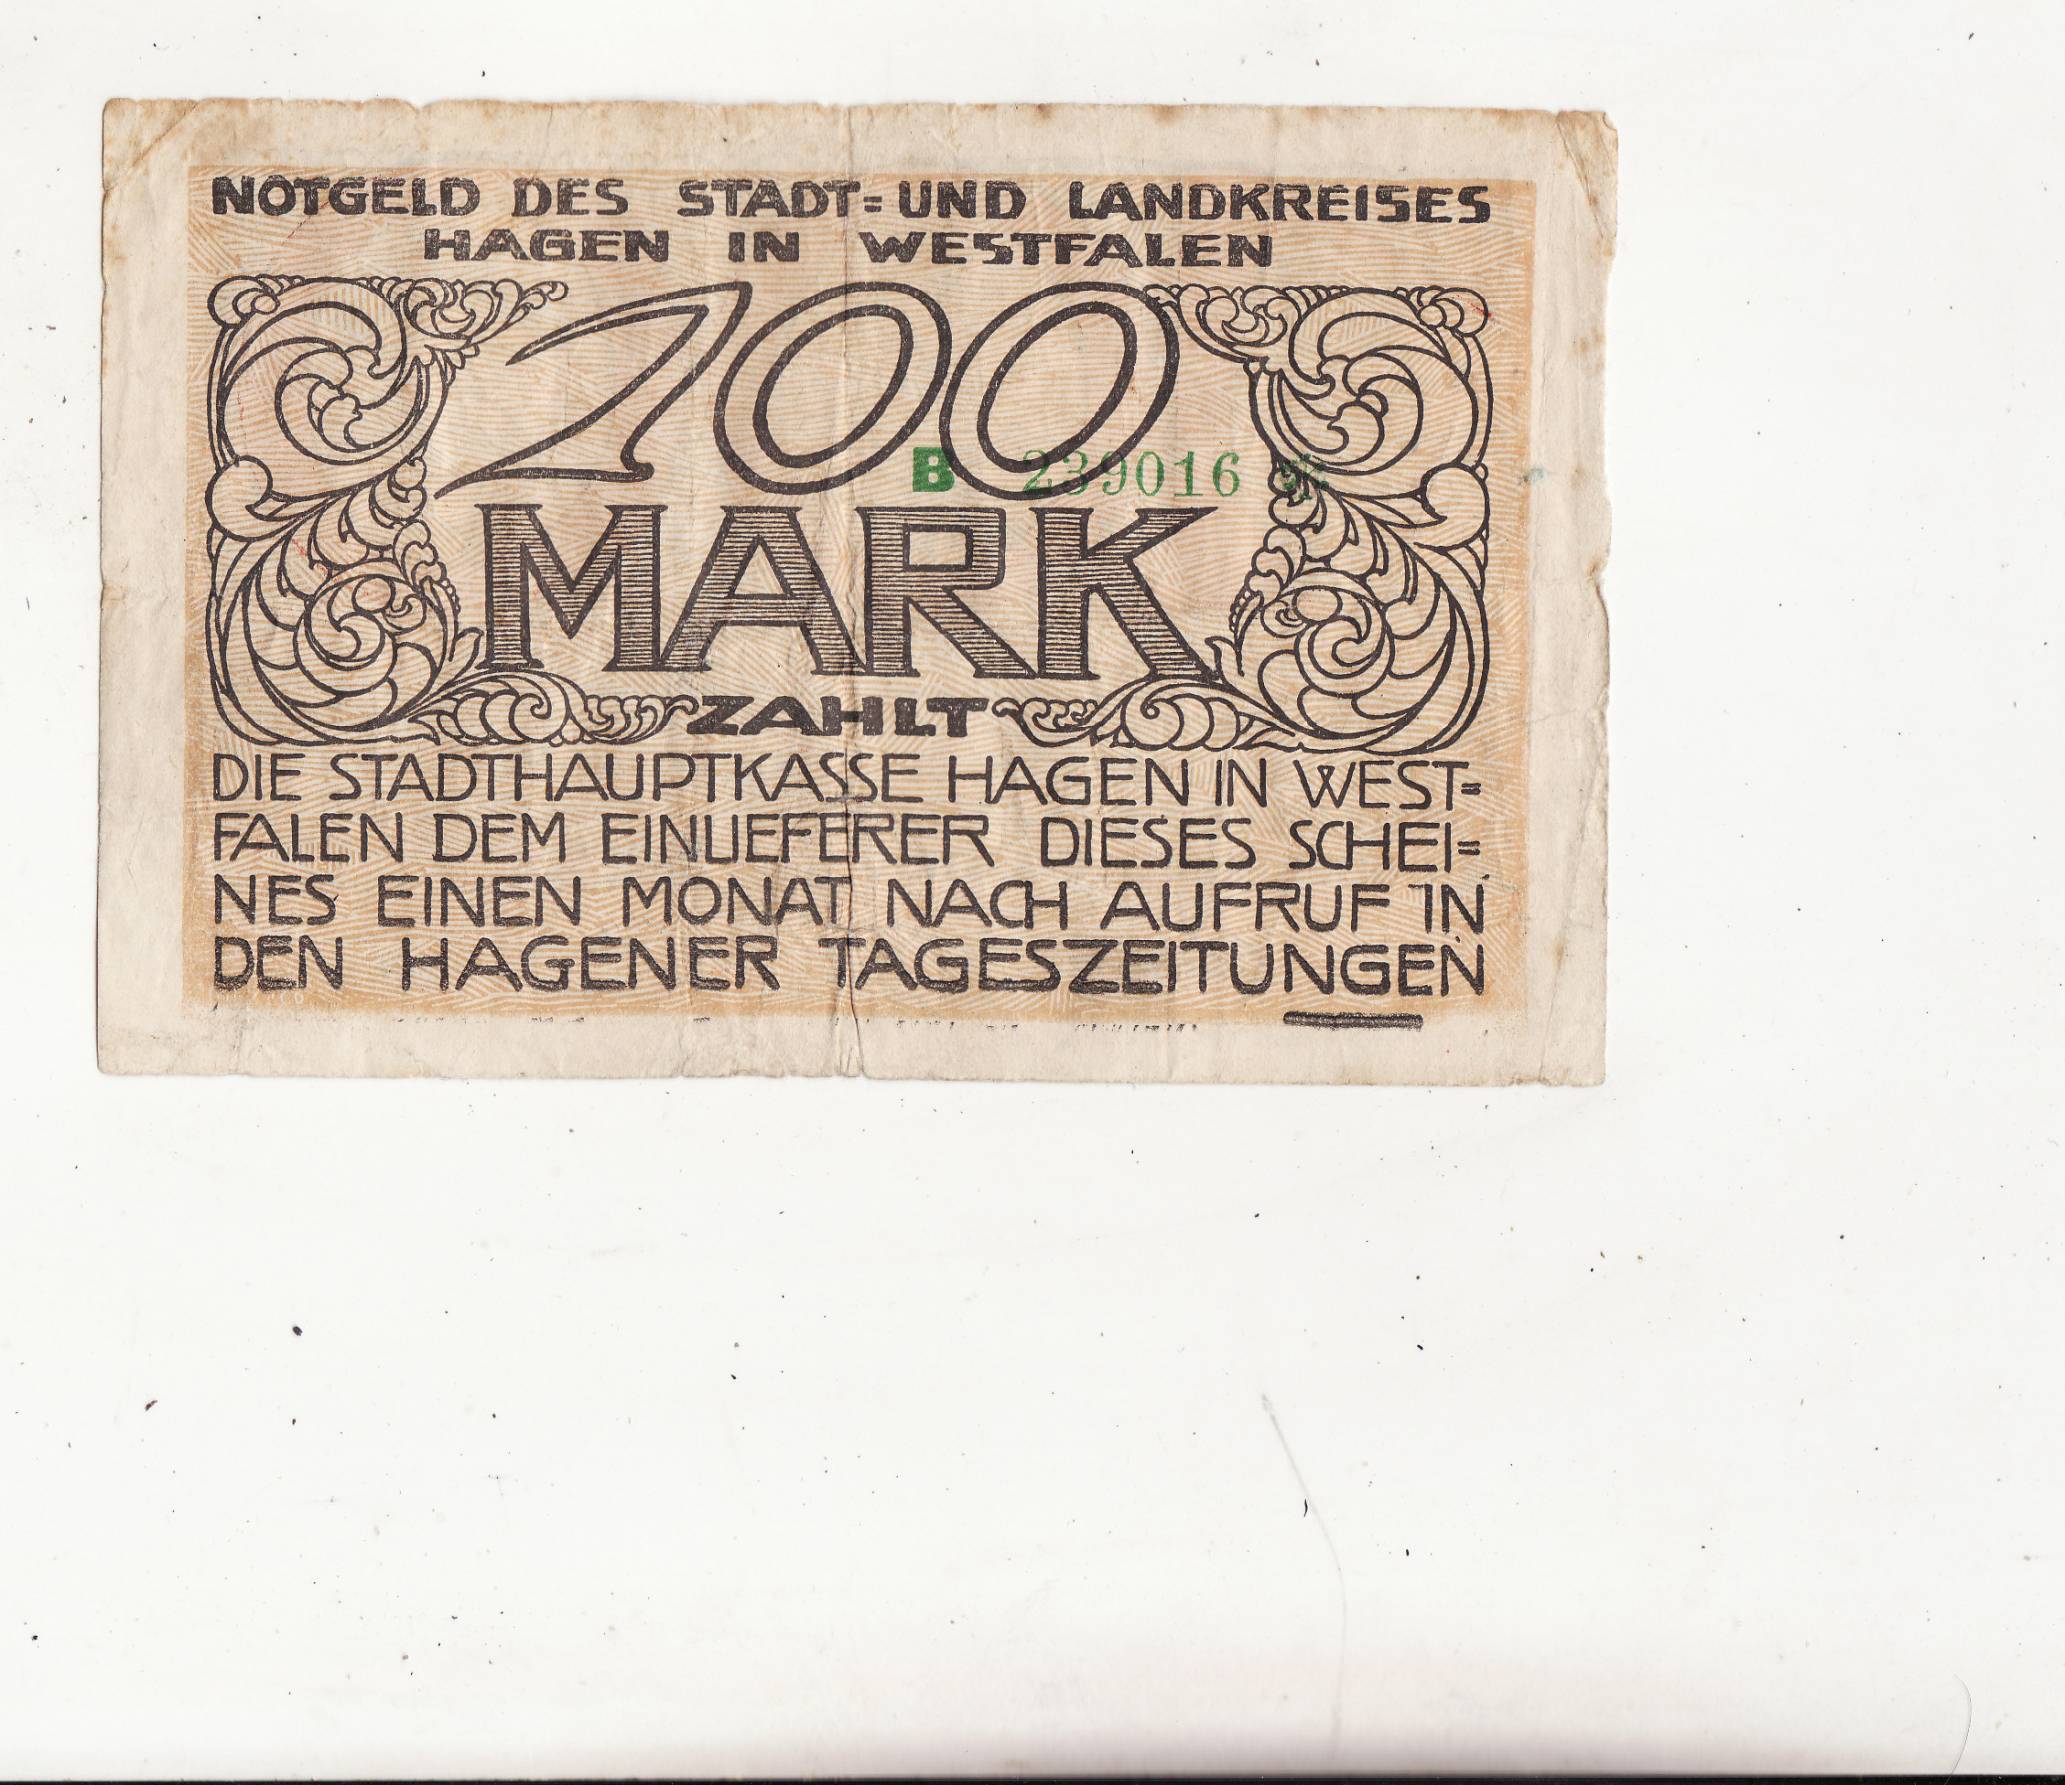 NOTGELD DES STADT= UND LANDKREISES
HAGEN IN WESTFALEN
200
B 239016 *
MARK
ZAHLT
DIE STADTHAUPTKASSE HAGEN IN WEST=
FALEN DEM EINLIEFERER DIESES SCHEI=
NES EINEN MONAT NACH AUFRUF IN
DEN HAGENER TAGESZEITUNGEN